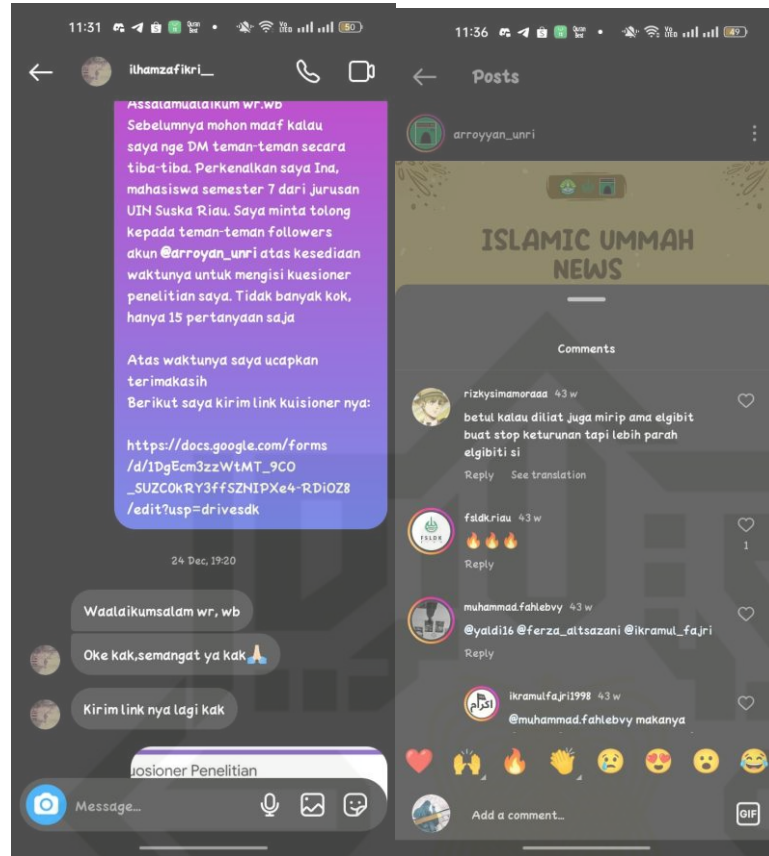 11:31
50
ilhamzafikri__
Assalamualaikum wr.wb
Sebelumnya mohon maaf kalau
saya nge DM teman-teman secara
tiba-tiba. Perkenalkan saya Ina,
mahasiswa semester 7 dari jurusan
UIN Suska Riau. Saya minta tolong
kepada teman-teman followers
akun @arroyan_unri atas kesediaan
waktunya untuk mengisi kuesioner
penelitian saya. Tidak banyak kok,
hanya 15 pertanyaan saja
Atas waktunya saya ucapkan
terimakasih
Berikut saya kirim link kuisioner nya:
https://docs.google.com/forms
/d/1DgEcm3zzWtMT_9CO
_SUZC0kRY3ffSZNIPXe4-RDiOZ8
/edit?usp=drivesdk
24 Dec, 19:20
Waalaikumsalam wr, wb
Oke kak,semangat ya kak🙏🏻
Kirim link nya lagi kak
uosioner Penelitian
Message...
11:36
49
Posts
arroyyan_unri
ISLAMIC UMMAH
NEWS
Comments
rizkysimamoraaa 43 w
betul kalau diliat juga mirip ama elgibit
buat stop keturunan tapi lebih parah
elgibiti si
Reply See translation
fsldk.riau 43 w
🔥🔥🔥
1
Reply
muhammad.fahlebvy 43 w
@yaldi16 @ferza_altsazani @ikramul_fajri
Reply
ikramulfajri1998 43 w
@muhammad.fahlebvy makanya
❤️🙌🔥👏😢😍😮😂
Add a comment...
GIF